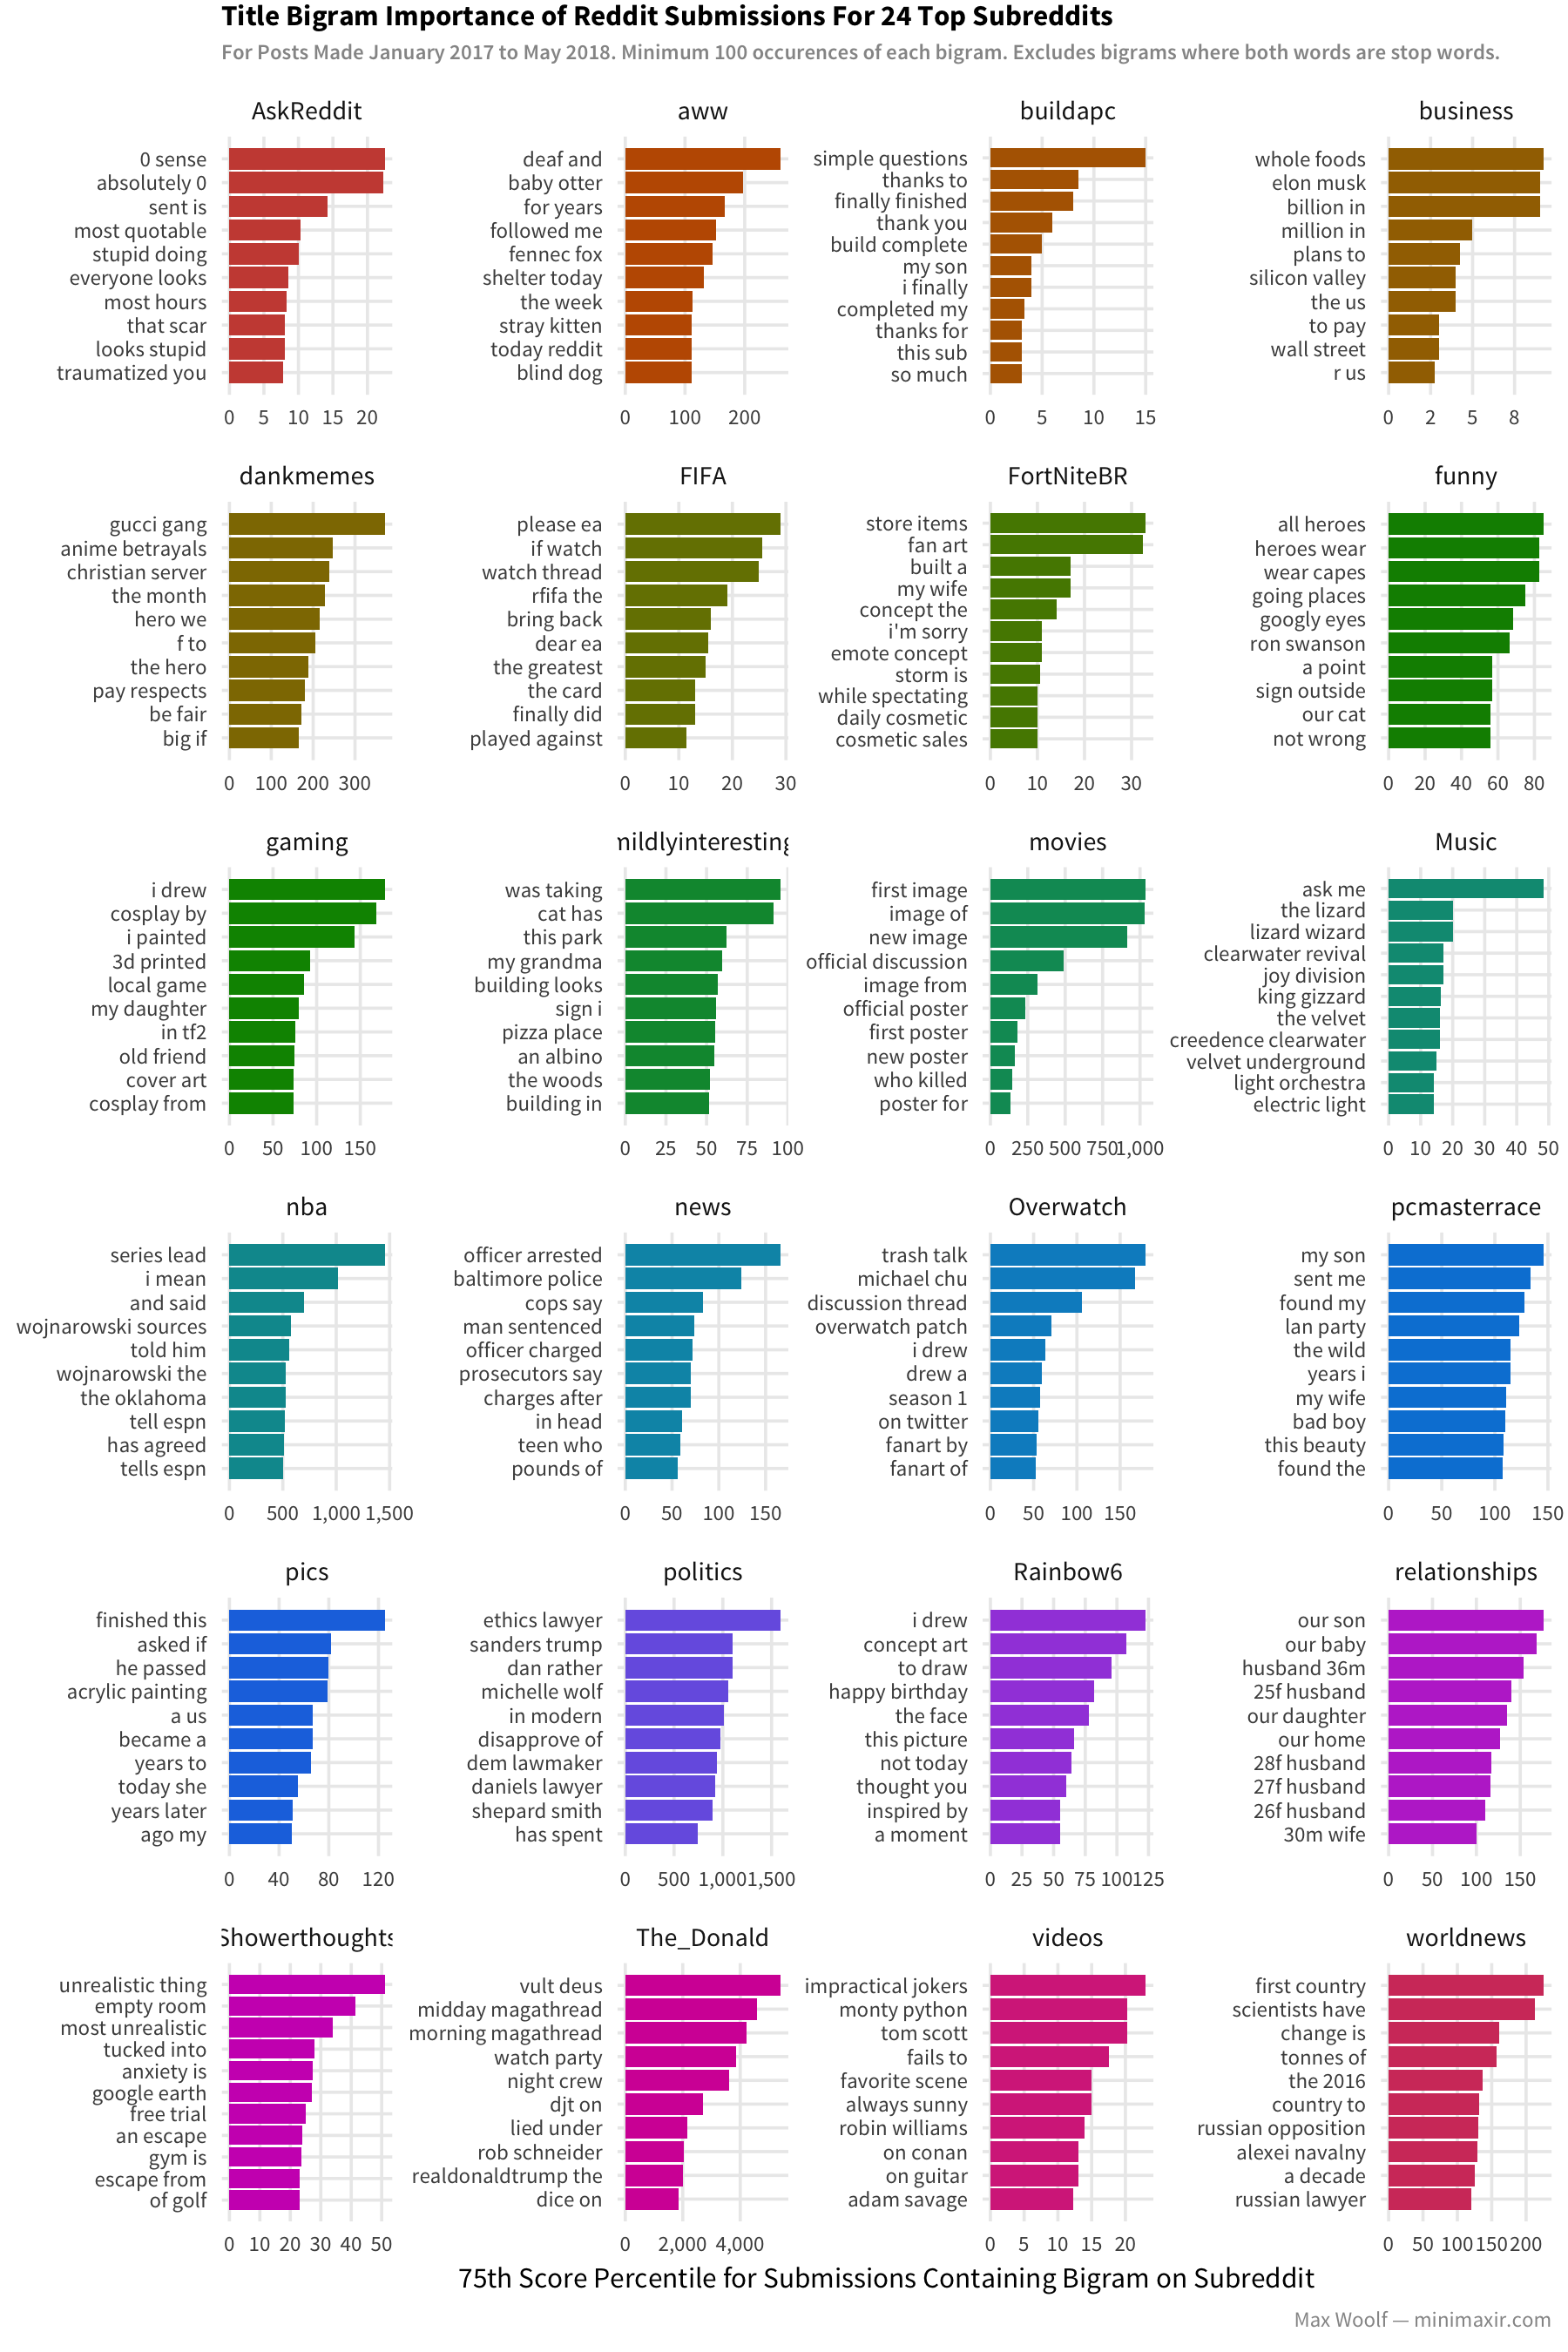 Title Bigram Importance of Reddit Submissions For 24 Top Subreddits
For Posts Made January 2017 to May 2018. Minimum 100 occurences of each bigram. Excludes bigrams where both words are stop words.
AskReddit
0 sense
absolutely 0
sent is
most quotable
stupid doing
everyone looks
most hours
that scar
looks stupid
traumatized you
0 5 10 15 20
aww
deaf and
baby otter
for years
followed me
fennec fox
shelter today
the week
stray kitten
today reddit
blind dog
0 100 200
buildapc
simple questions
thanks to
finally finished
thank you
build complete
my son
i finally
completed my
thanks for
this sub
so much
0 5 10 15
business
whole foods
elon musk
billion in
million in
plans to
silicon valley
the us
to pay
wall street
r us
0 2 5 8
dankmemes
gucci gang
anime betrayals
christian server
the month
hero we
f to
the hero
pay respects
be fair
big if
0 100 200 300
FIFA
please ea
if watch
watch thread
rfifa the
bring back
dear ea
the greatest
the card
finally did
played against
0 10 20 30
FortNiteBR
store items
fan art
built a
my wife
concept the
i'm sorry
emote concept
storm is
while spectating
daily cosmetic
cosmetic sales
0 10 20 30
funny
all heroes
heroes wear
wear capes
going places
googly eyes
ron swanson
a point
sign outside
our cat
not wrong
0 20 40 60 80
gaming
i drew
cosplay by
i painted
3d printed
local game
my daughter
in tf2
old friend
cover art
cosplay from
0 50 100 150
mildlyinteresting
was taking
cat has
this park
my grandma
building looks
sign i
pizza place
an albino
the woods
building in
0 25 50 75 100
movies
first image
image of
new image
official discussion
image from
official poster
first poster
new poster
who killed
poster for
0 250 500 750 1,000
Music
ask me
the lizard
lizard wizard
clearwater revival
joy division
king gizzard
the velvet
creedence clearwater
velvet underground
light orchestra
electric light
0 10 20 30 40 50
nba
series lead
i mean
and said
wojnarowski sources
told him
wojnarowski the
the oklahoma
tell espn
has agreed
tells espn
0 500 1,000 1,500
news
officer arrested
baltimore police
cops say
man sentenced
officer charged
prosecutors say
charges after
in head
teen who
pounds of
0 50 100 150
Overwatch
trash talk
michael chu
discussion thread
overwatch patch
i drew
drew a
season 1
on twitter
fanart by
fanart of
0 50 100 150
pcmasterrace
my son
sent me
found my
lan party
the wild
years i
my wife
bad boy
this beauty
found the
0 50 100 150
pics
finished this
asked if
he passed
acrylic painting
a us
became a
years to
today she
years later
ago my
0 40 80 120
politics
ethics lawyer
sanders trump
dan rather
michelle wolf
in modern
disapprove of
dem lawmaker
daniels lawyer
shepard smith
has spent
0 500 1,000 1,500
Rainbow6
i drew
concept art
to draw
happy birthday
the face
this picture
not today
thought you
inspired by
a moment
0 25 50 75 100 125
relationships
our son
our baby
husband 36m
25f husband
our daughter
our home
28f husband
27f husband
26f husband
30m wife
0 50 100 150
Showerthoughts
unrealistic thing
empty room
most unrealistic
tucked into
anxiety is
google earth
free trial
an escape
gym is
escape from
of golf
0 10 20 30 40 50
The_Donald
vult deus
midday magathread
morning magathread
watch party
night crew
djt on
lied under
rob schneider
realdonaldtrump the
dice on
0 2,000 4,000
videos
impractical jokers
monty python
tom scott
fails to
favorite scene
always sunny
robin williams
on conan
on guitar
adam savage
0 5 10 15 20
worldnews
first country
scientists have
change is
tonnes of
the 2016
country to
russian opposition
alexei navalny
a decade
russian lawyer
0 50 100 150 200
75th Score Percentile for Submissions Containing Bigram on Subreddit
Max Woolf — minimaxir.com